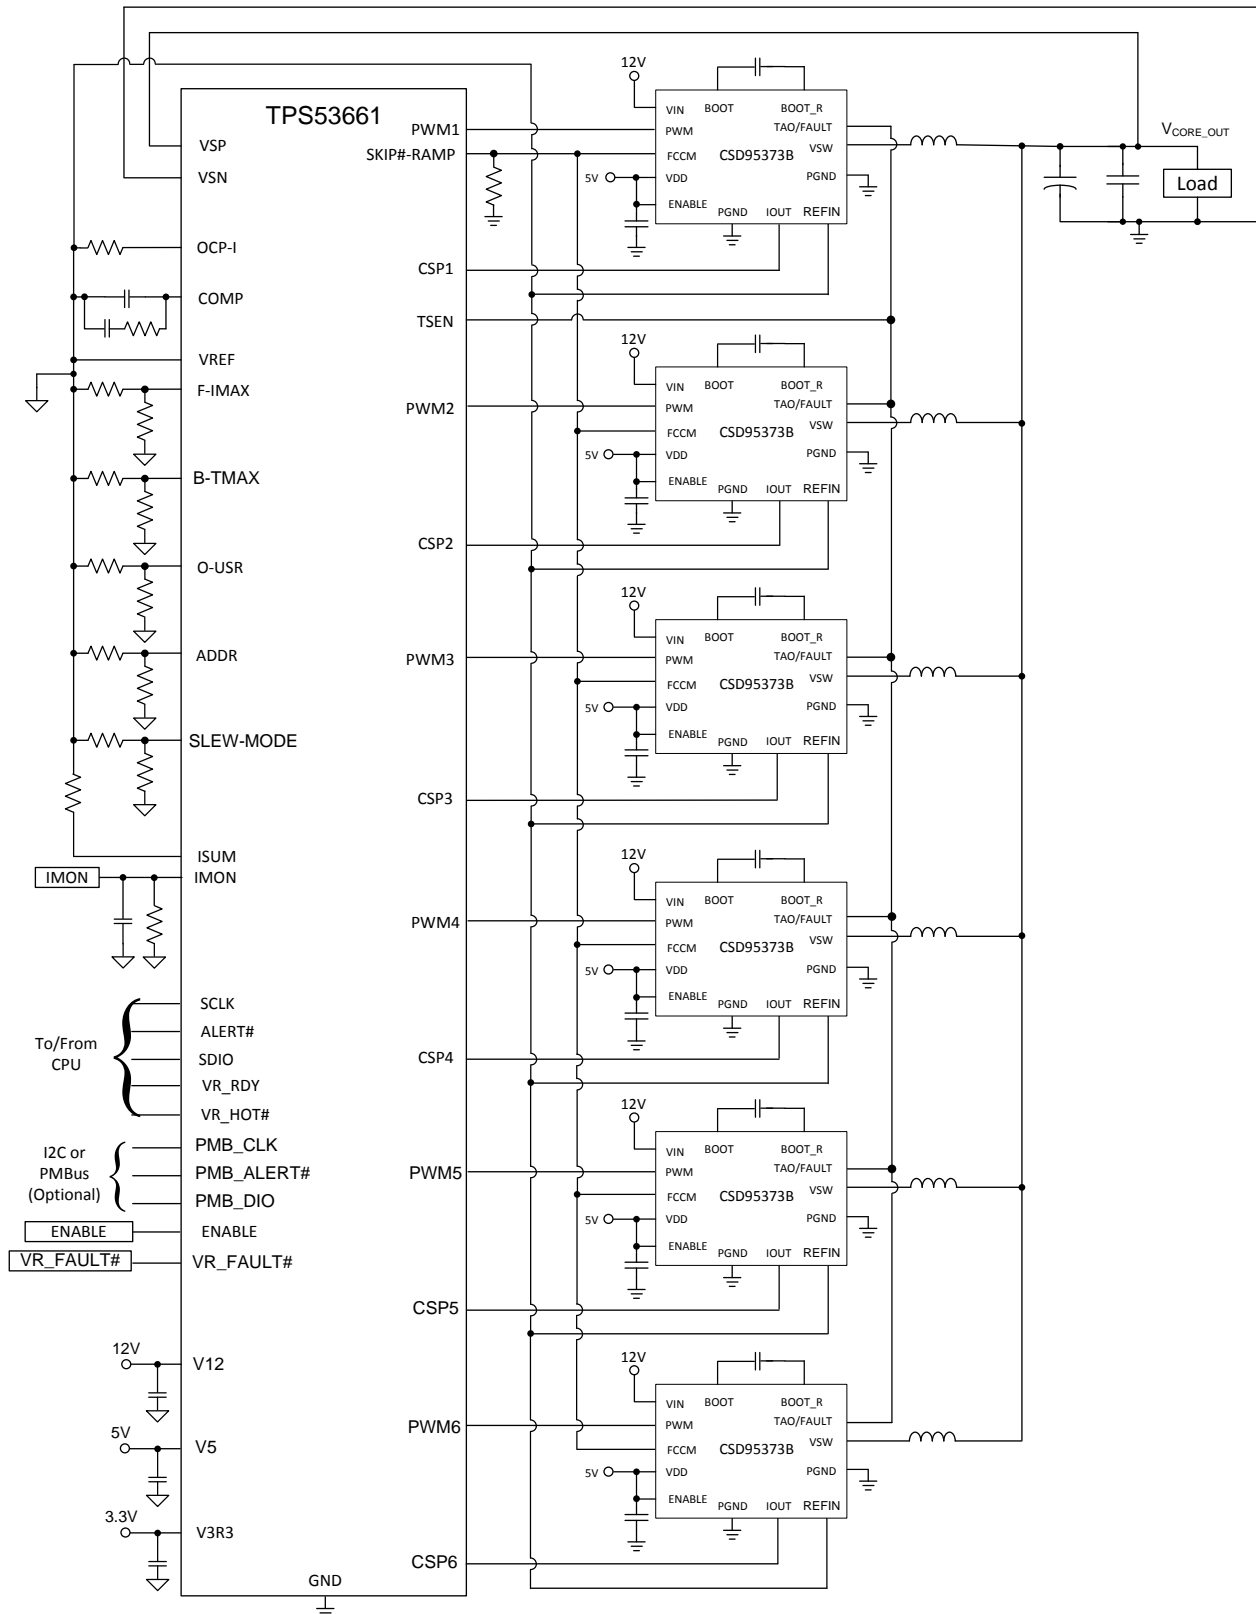 TPS53661
VSP
VSN
OCP-I
COMP
VREF
F-IMAX
B-TMAX
O-USR
ADDR
SLEW-MODE
ISUM
IMON
IMON
To/From
CPU
SCLK
ALERT#
SDIO
VR_RDY
VR_HOT#
I2C or
PMBus
(Optional)
PMB_CLK
PMB_ALERT#
PMB_DIO
ENABLE
ENABLE
VR_FAULT#
VR_FAULT#
12V
V12
5V
V5
3.3V
V3R3
GND
PWM1
SKIP#-RAMP
CSP1
TSEN
PWM2
CSP2
PWM3
CSP3
PWM4
CSP4
PWM5
CSP5
PWM6
CSP6
12V
VIN
BOOT
BOOT_R
PWM
TAO/FAULT
FCCM
CSD95373B
VSW
5V
VDD
PGND
ENABLE
PGND
IOUT
REFIN
VCORE_OUT
Load
12V
VIN
BOOT
BOOT_R
PWM
TAO/FAULT
FCCM
CSD95373B
VSW
5V
VDD
PGND
ENABLE
PGND
IOUT
REFIN
12V
VIN
BOOT
BOOT_R
PWM
TAO/FAULT
FCCM
CSD95373B
VSW
5V
VDD
PGND
ENABLE
PGND
IOUT
REFIN
12V
VIN
BOOT
BOOT_R
PWM
TAO/FAULT
FCCM
CSD95373B
VSW
5V
VDD
PGND
ENABLE
PGND
IOUT
REFIN
12V
VIN
BOOT
BOOT_R
PWM
TAO/FAULT
FCCM
CSD95373B
VSW
5V
VDD
PGND
ENABLE
PGND
IOUT
REFIN
12V
VIN
BOOT
BOOT_R
PWM
TAO/FAULT
FCCM
CSD95373B
VSW
5V
VDD
PGND
ENABLE
PGND
IOUT
REFIN